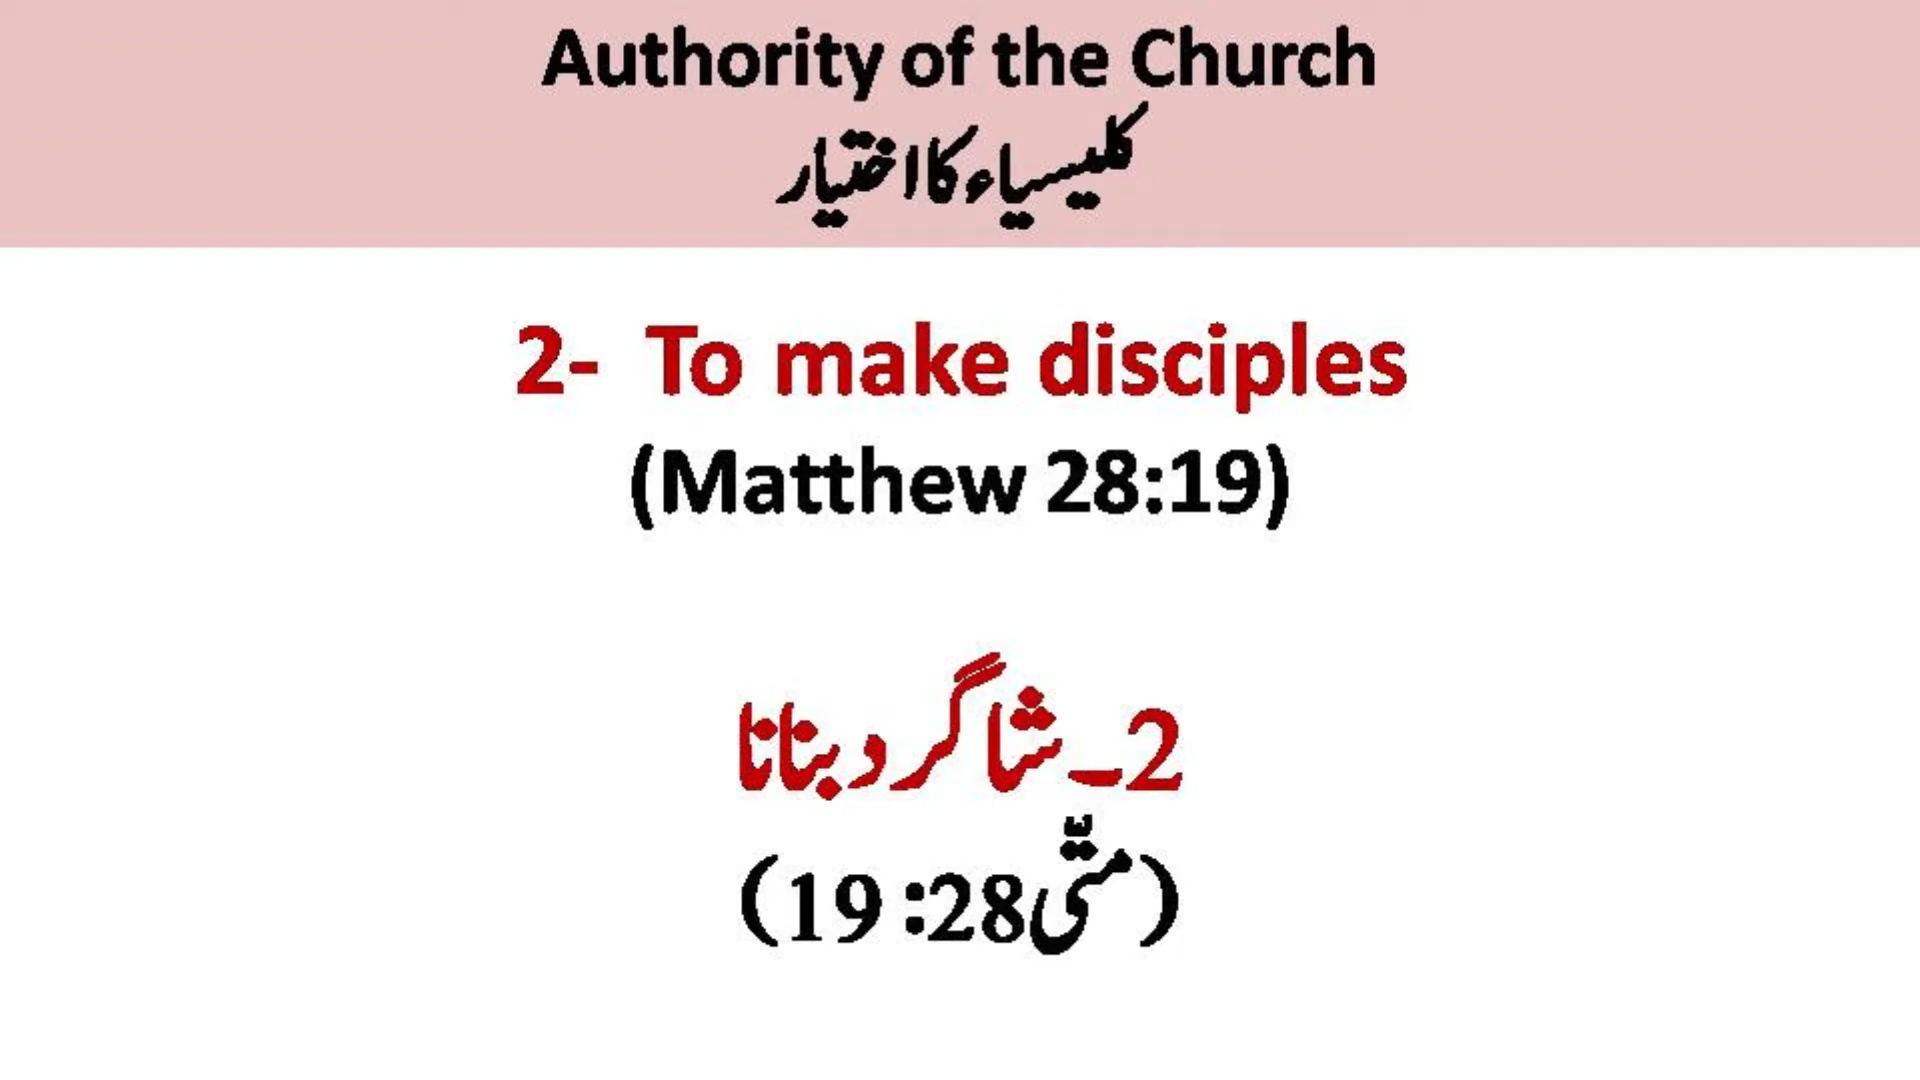 Authority of the Church
کلیسیاء کا اختیار
2- To make disciples
(Matthew 28:19)
2۔ شاگرد بنانا
(متّی28: 19)